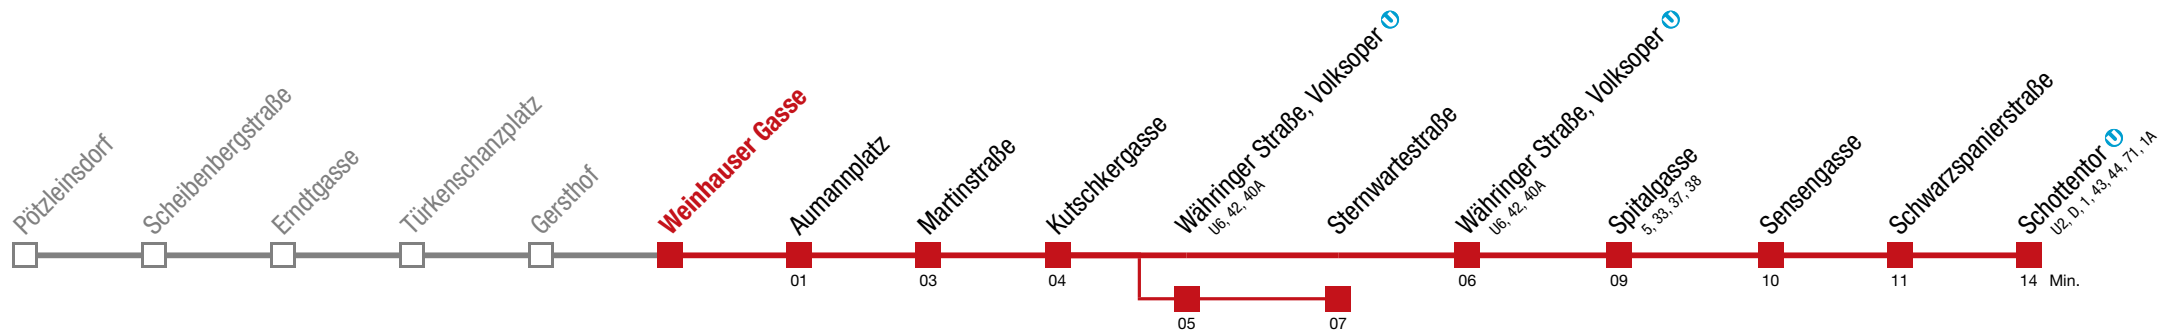 Pötzleinsdorf
Scheibenbergstraße
Erndtgasse
Türkenschanzplatz
Gersthof
Weinhauser Gasse
Aumannplatz
01
Martinstraße
03
Kutschkergasse
04
Währinger Straße, Volksoper U
U6, 42, 40A
05
Sternwartestraße
07
Währinger Straße, Volksoper U
U6, 42, 40A
06
Spitalgasse
5, 33, 37, 38
09
Sensengasse
10
Schwarzspanierstraße
11
Schottentor U
U2, D, 1, 43, 44, 71, 1A
14 Min.